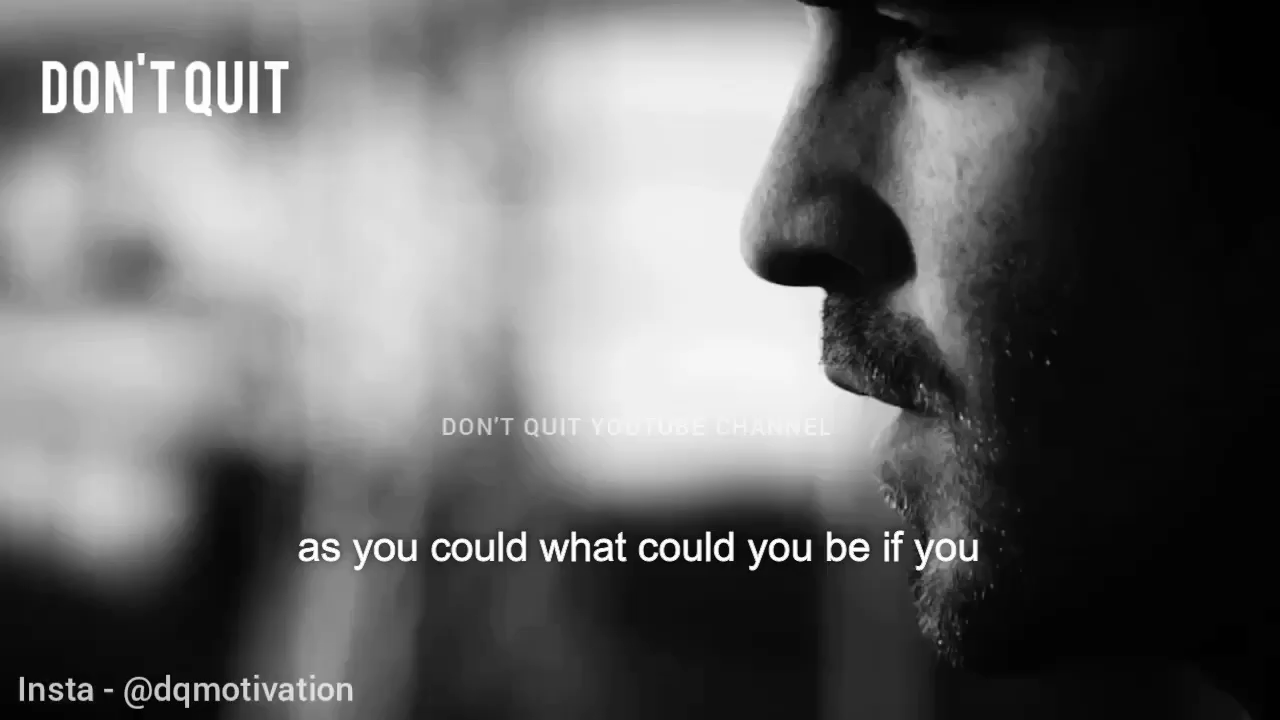 DON'T QUIT
DON'T QUIT YOUTUBE CHANNEL
as you could what could you be if you
Insta - @dqmotivation